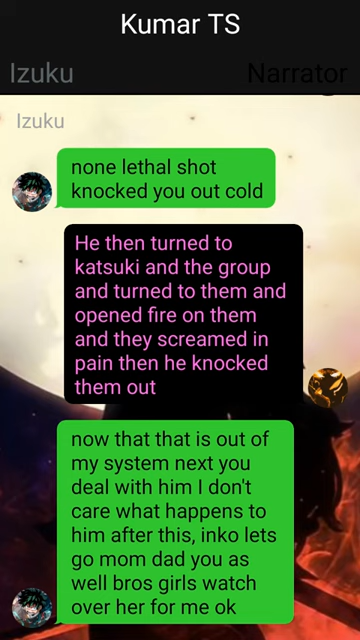 Kumar TS
Izuku
Narrator
Izuku
none lethal shot
knocked you out cold
He then turned to
katsuki and the group
and turned to them and
opened fire on them
and they screamed in
pain then he knocked
them out
now that that is out of
my system next you
deal with him I don't
care what happens to
him after this, inko lets
go mom dad you as
well bros girls watch
over her for me ok